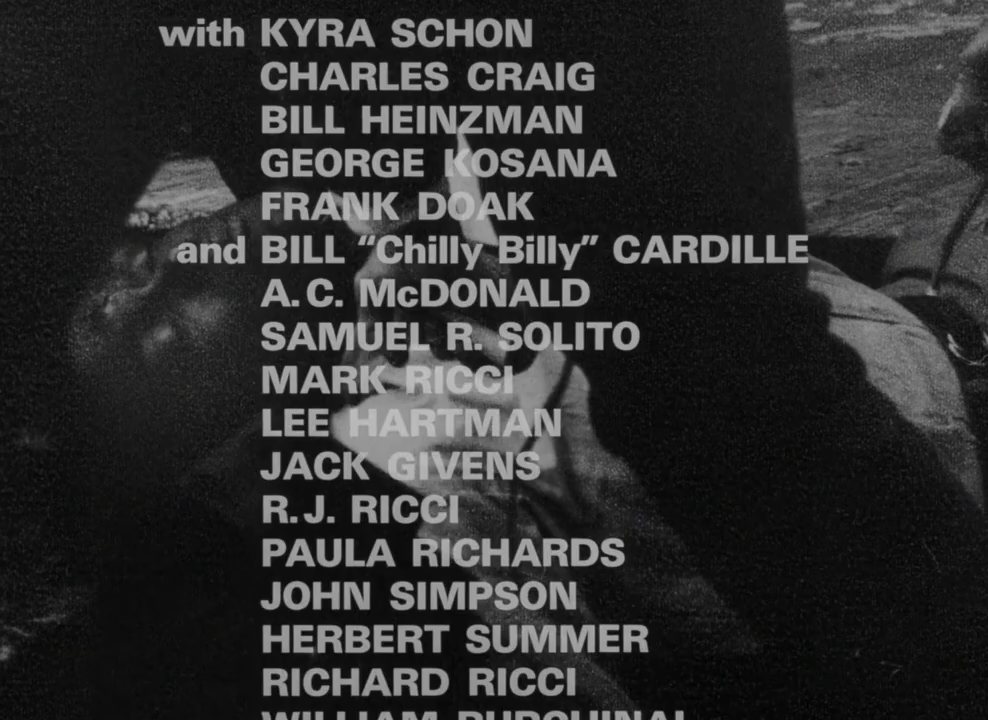 with KYRA SCHON
CHARLES CRAIG
BILL HEINZMAN
GEORGE KOSANA
FRANK DOAK
and BILL “Chilly Billy” CARDILLE
A.C. McDONALD
SAMUEL R. SOLITO
MARK RICCI
LEE HARTMAN
JACK GIVENS
R.J. RICCI
PAULA RICHARDS
JOHN SIMPSON
HERBERT SUMMER
RICHARD RICCI
WILLIAM